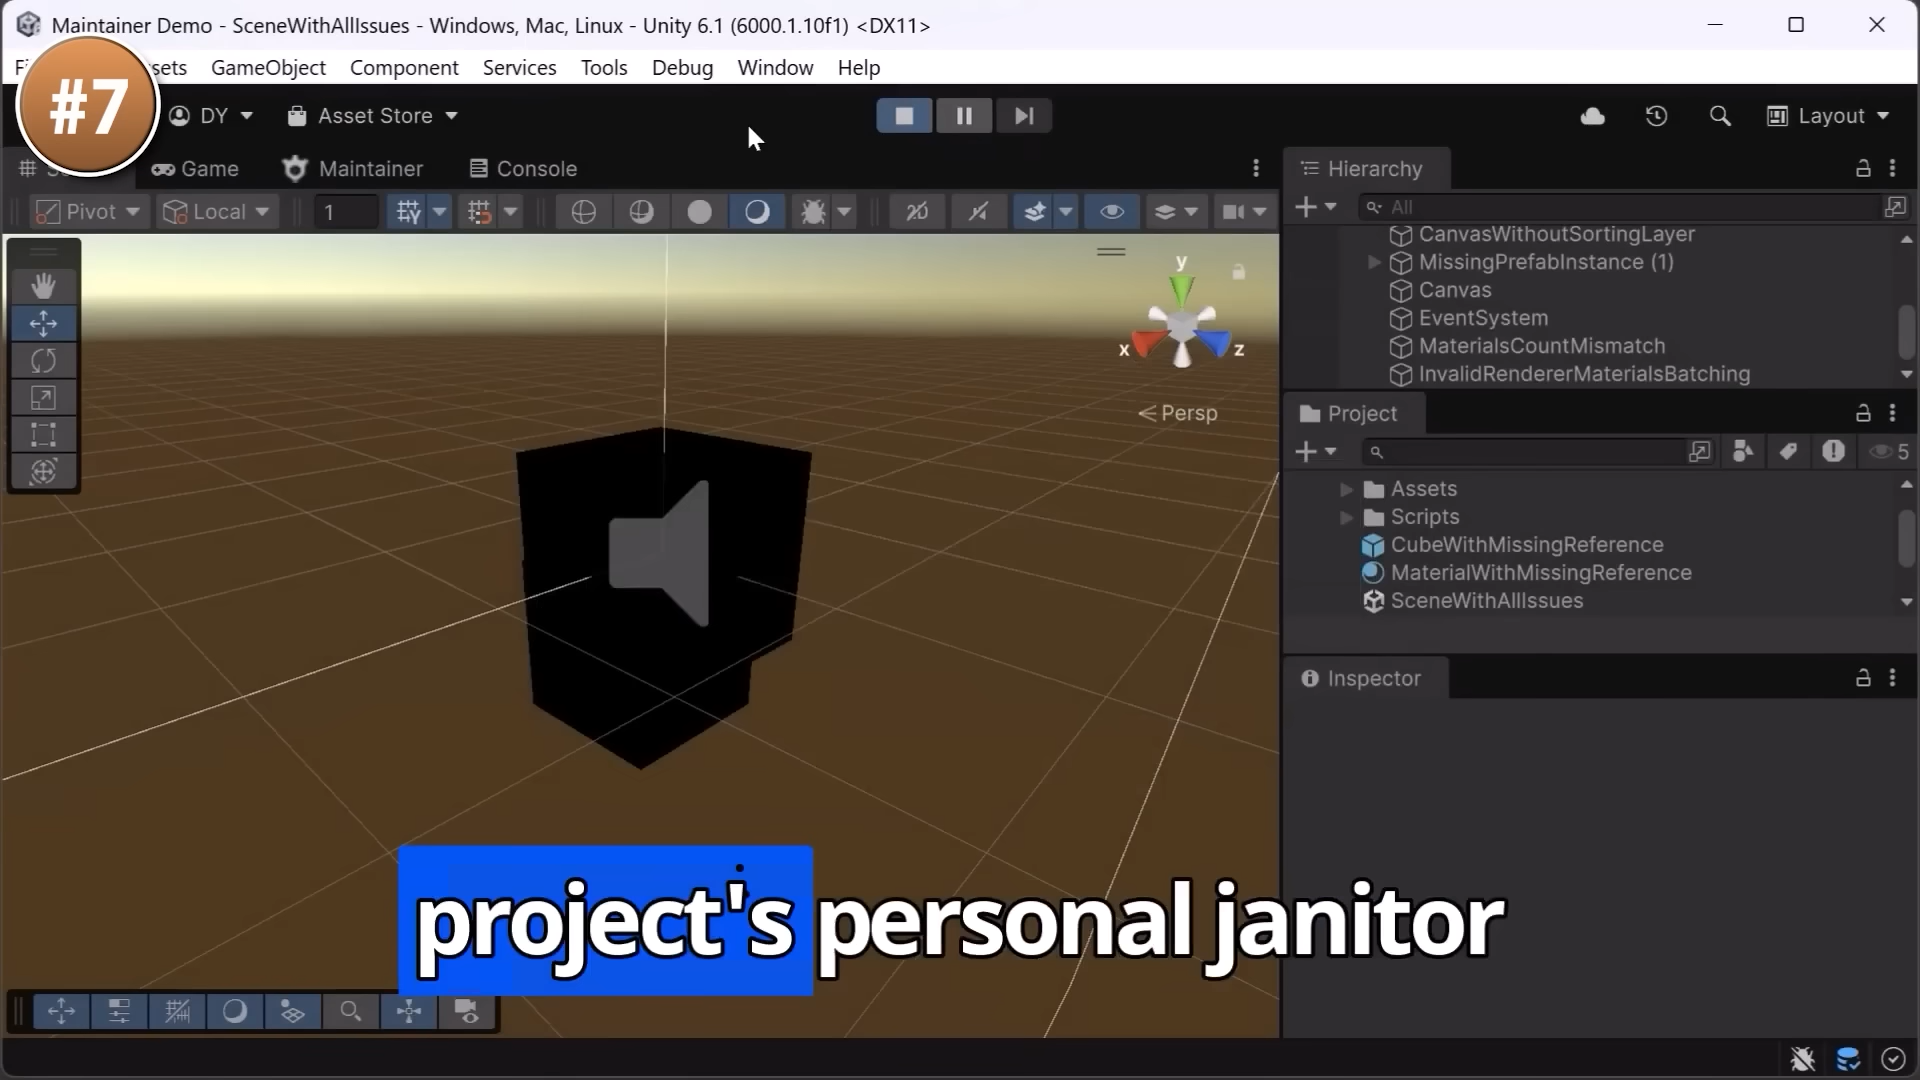 Maintainer Demo - SceneWithAllIssues - Windows, Mac, Linux - Unity 6.1 (6000.1.10f1) <DX11>
#7
GameObject Component Services Tools Debug Window Help
DY Asset Store Layout
Game Maintainer Console
Pivot Local 1 2D
y
x z
Persp
Hierarchy
All
CanvasWithoutSortingLayer
MissingPrefabInstance (1)
Canvas
EventSystem
MaterialsCountMismatch
InvalidRendererMaterialsBatching
Project
5
Assets
Scripts
CubeWithMissingReference
MaterialWithMissingReference
SceneWithAllIssues
Inspector
project's personal janitor